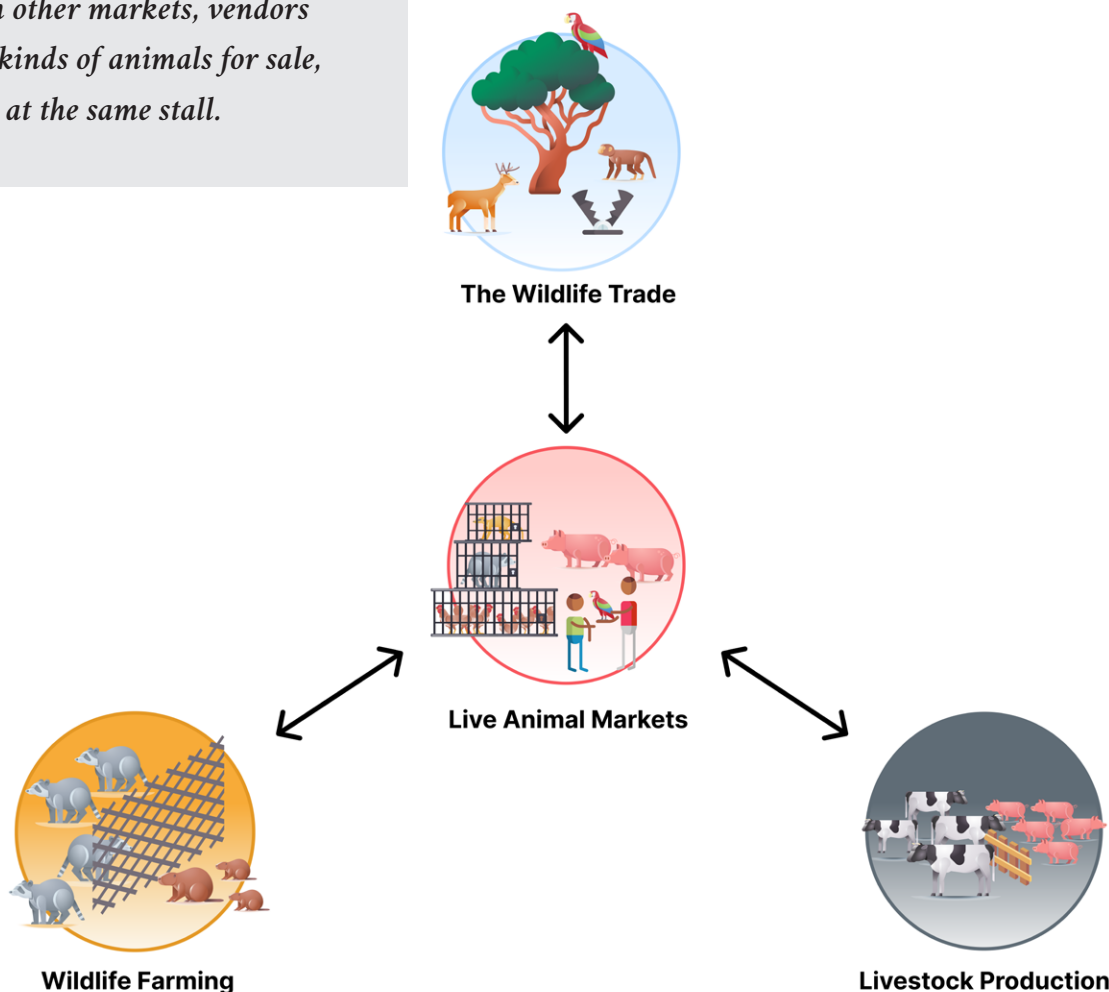 other markets, vendors
kinds of animals for sale,
at the same stall.
The Wildlife Trade
Live Animal Markets
Wildlife Farming
Livestock Production